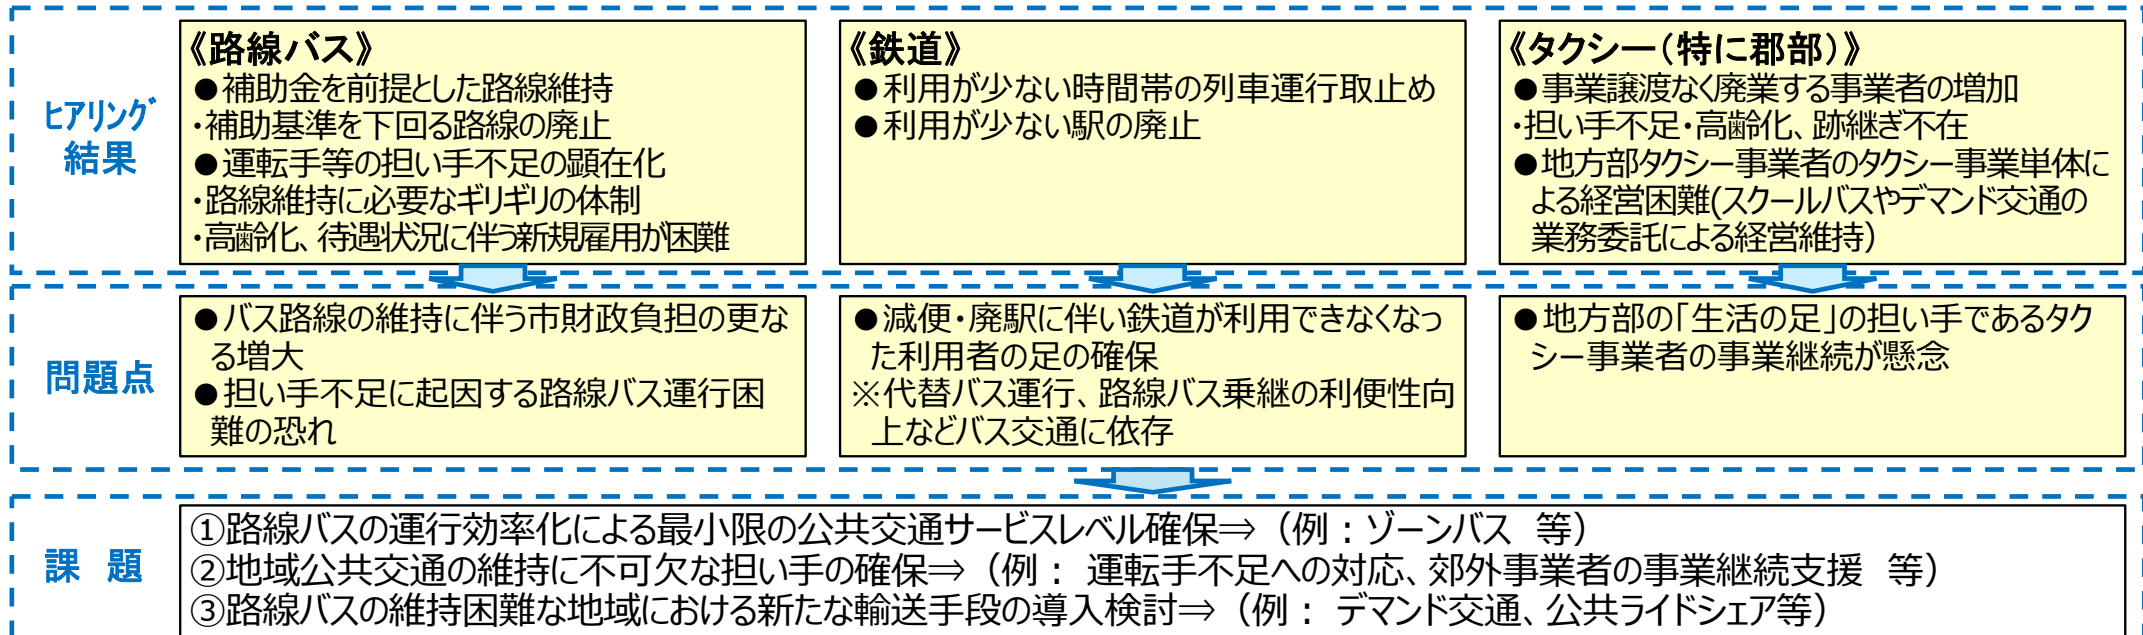 ヒアリング
結果
《路線バス》
●補助金を前提とした路線維持
・補助基準を下回る路線の廃止
●運転手等の担い手不足の顕在化
・路線維持に必要なギリギリの体制
・高齢化、待遇状況に伴う新規雇用が困難
《鉄道》
●利用が少ない時間帯の列車運行取止め
●利用が少ない駅の廃止
《タクシー(特に郡部)》
●事業譲渡なく廃業する事業者の増加
・担い手不足・高齢化、跡継ぎ不在
●地方部タクシー事業者のタクシー事業単体に
よる経営困難(スクールバスやデマンド交通の
業務委託による経営維持)
問題点
●バス路線の維持に伴う市財政負担の更な
る増大
●担い手不足に起因する路線バス運行困
難の恐れ
●減便・廃駅に伴い鉄道が利用できなくなっ
た利用者の足の確保
※代替バス運行、路線バス乗継の利便性向
上などバス交通に依存
●地方部の「生活の足」の担い手であるタク
シー事業者の事業継続が懸念
課 題
①路線バスの運行効率化による最小限の公共交通サービスレベル確保⇒(例:ゾーンバス 等)
②地域公共交通の維持に不可欠な担い手の確保⇒(例: 運転手不足への対応、郊外事業者の事業継続支援 等)
③路線バスの維持困難な地域における新たな輸送手段の導入検討⇒(例: デマンド交通、公共ライドシェア等)